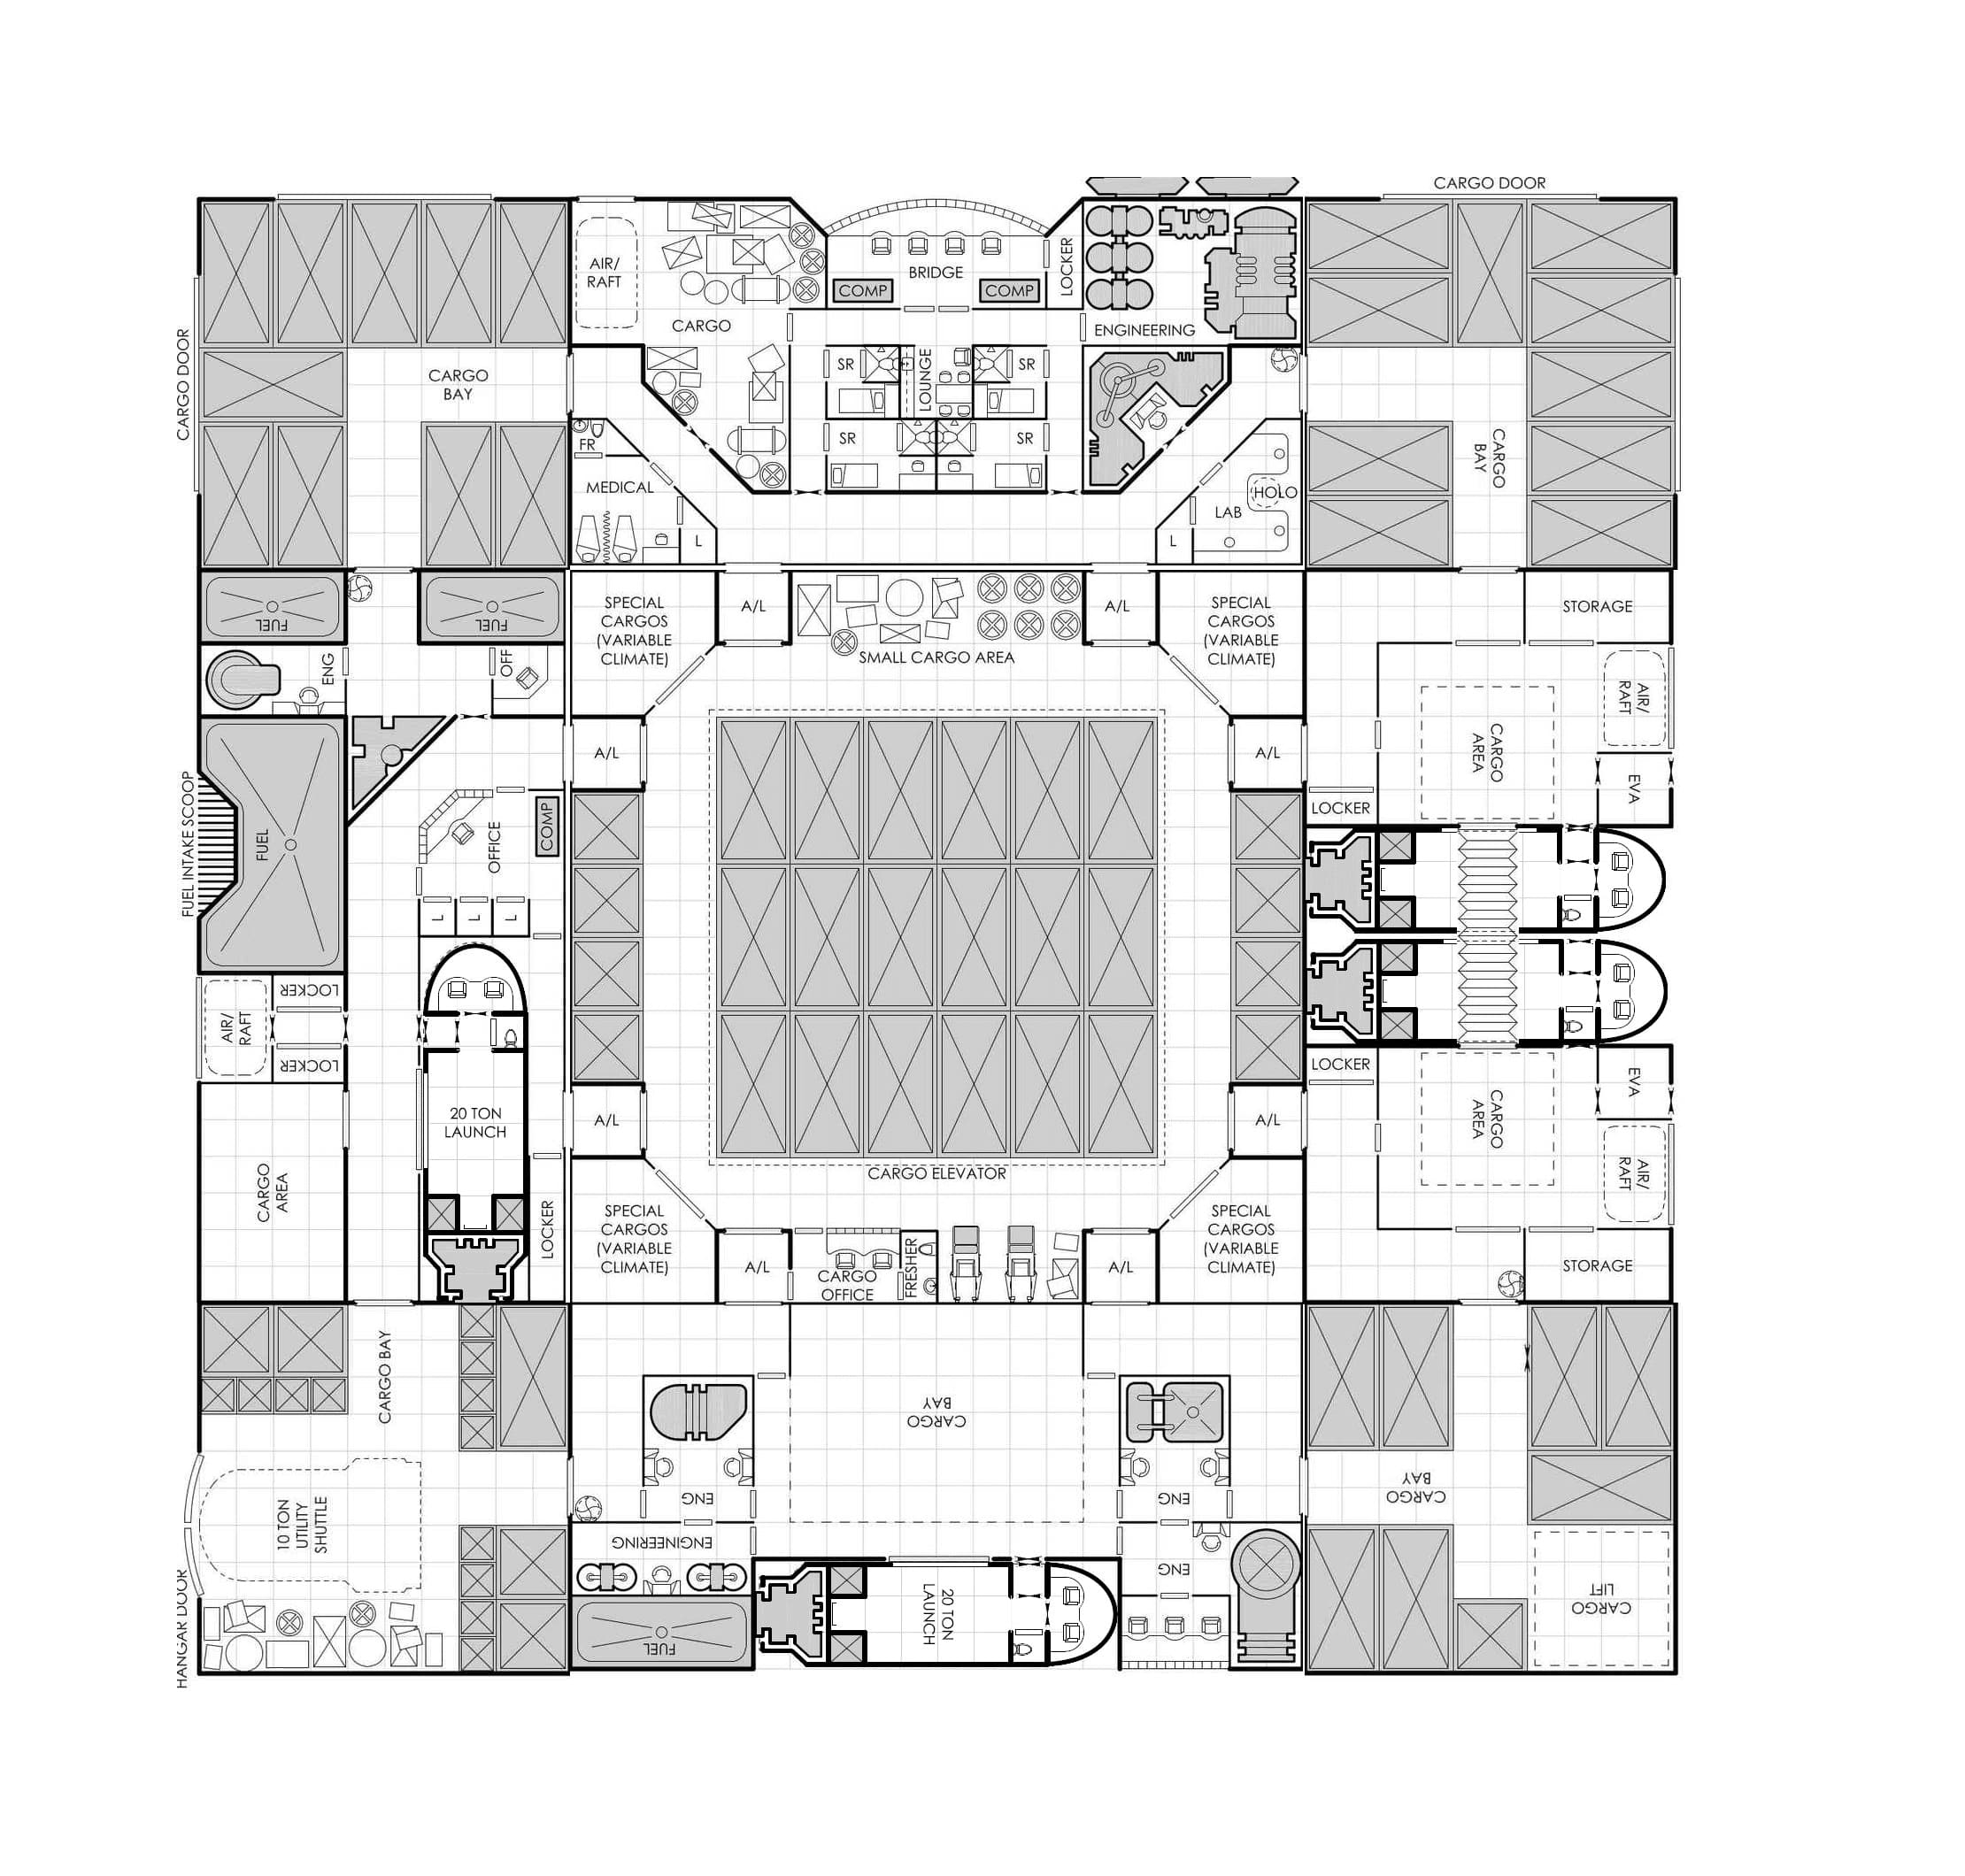 CARGO DOOR
CARGO DOOR
CARGO
BAY
AIR/
RAFT
CARGO
BRIDGE
COMP
COMP
LOCKER
ENGINEERING
SR
LOUNGE
SR
SR
SR
FR
MEDICAL
L
HOLO
LAB
L
CARGO
BAY
FUEL
FUEL
ENG
OFF
SPECIAL
CARGOS
(VARIABLE
CLIMATE)
A/L
SMALL CARGO AREA
A/L
SPECIAL
CARGOS
(VARIABLE
CLIMATE)
STORAGE
AIR/
RAFT
CARGO
AREA
EVA
LOCKER
FUEL INTAKE SCOOP
FUEL
OFFICE
COMP
L
L
L
A/L
A/L
LOCKER
AIR/
RAFT
LOCKER
20 TON
LAUNCH
CARGO
AREA
LOCKER
A/L
A/L
CARGO ELEVATOR
LOCKER
CARGO
AREA
EVA
AIR/
RAFT
STORAGE
SPECIAL
CARGOS
(VARIABLE
CLIMATE)
A/L
CARGO
OFFICE
FRESHER
A/L
SPECIAL
CARGOS
(VARIABLE
CLIMATE)
CARGO BAY
10 TON
UTILITY
SHUTTLE
HANGAR DOOR
CARGO
BAY
ENG
ENGINEERING
FUEL
20 TON
LAUNCH
ENG
ENG
CARGO
BAY
CARGO
LIFT